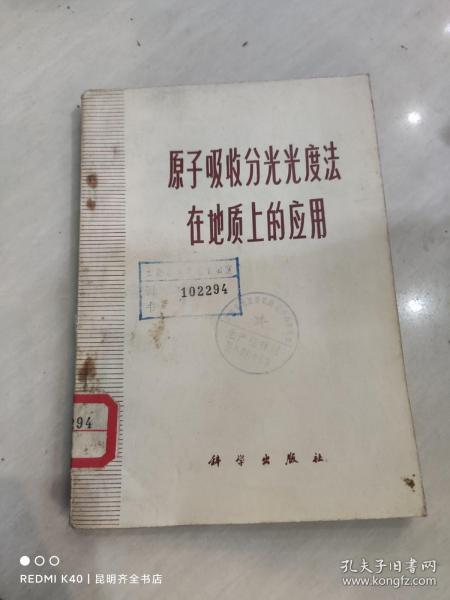 原子吸收分光光度法
在地质上的应用
102294
294
科学出版社
REDMI K40 | 昆明齐全书店
孔夫子旧书网
www.kongfz.com